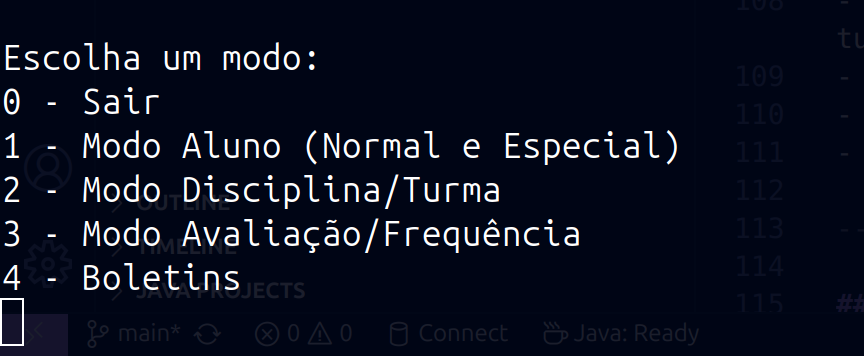 108 -
tu
Escolha um modo:
109 -
0 - Sair
110 -
1 - Modo Aluno (Normal e Especial)
111 -
2 - Modo Disciplina/Turma
112
OUTLINE
3 - Modo Avaliação/Frequência
113 --
TIMELINE
114
4 - Boletins
JAVA PROJECTS
115 ##
main* 0 0 Connect Java: Ready